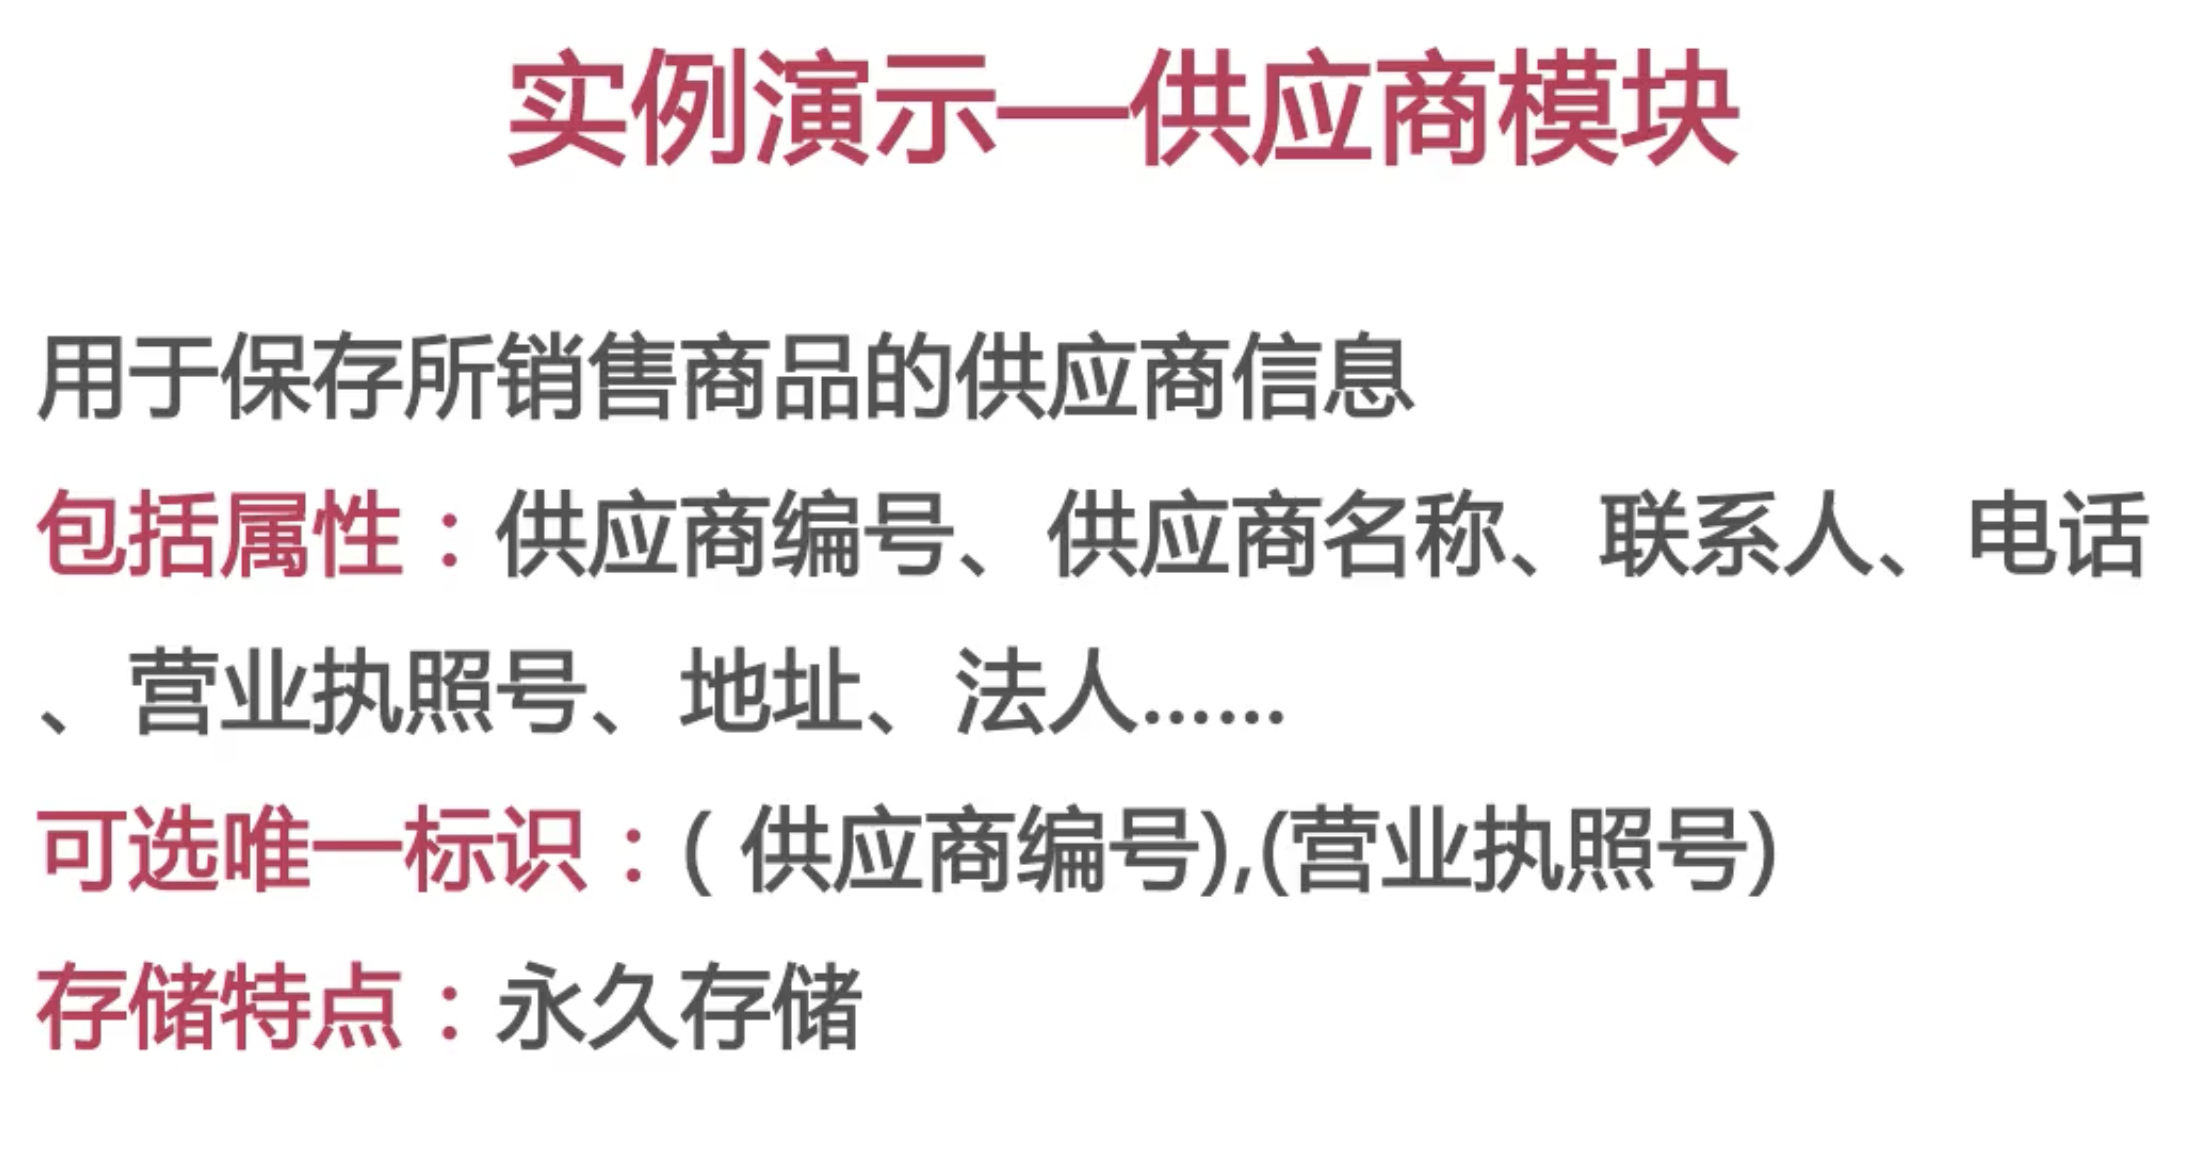 实例演示—供应商模块
用于保存所销售商品的供应商信息
包括属性：供应商编号、供应商名称、联系人、电话
、营业执照号、地址、法人……
可选唯一标识：( 供应商编号),(营业执照号)
存储特点：永久存储